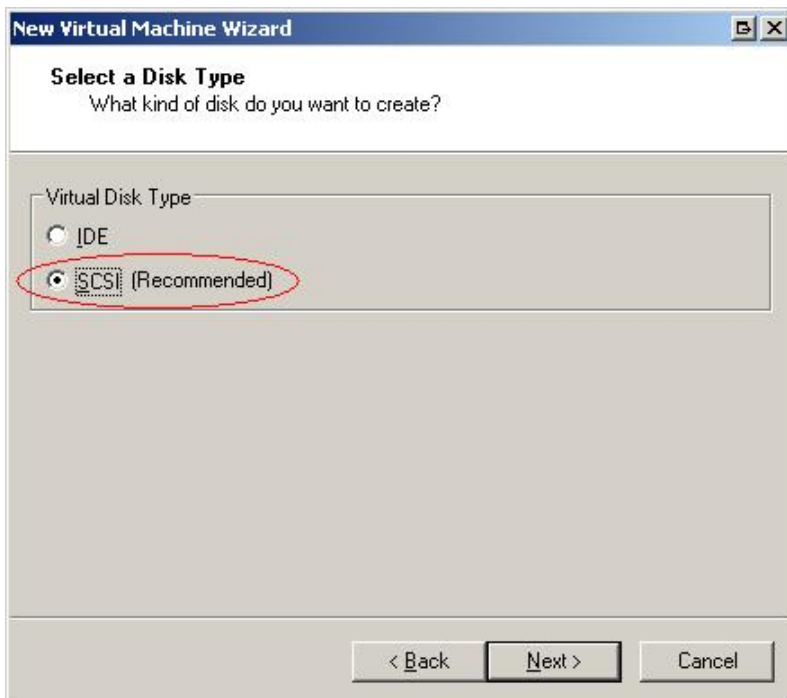 New Virtual Machine Wizard
Select a Disk Type
What kind of disk do you want to create?
Virtual Disk Type
IDE
SCSI (Recommended)
< Back Next > Cancel